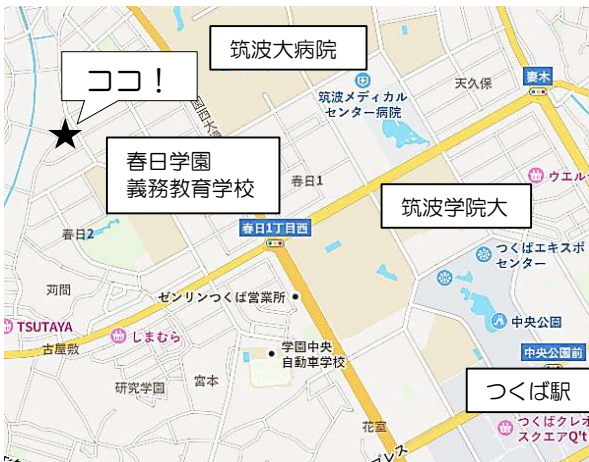 筑波大病院
ココ！
天久保
妻木
筑波メディカル
センター病院
春日学園
義務教育学校
春日1
ウエル
筑波学院大
春日2
春日1丁目西
つくばエキスポ
センター
苅間
ゼンリンつくば営業所
TSUTAYA
しまむら
中央公園
古屋敷
学園中央
自動車学校
中央公園前
研究学園
宮本
つくば駅
花室
つくばクレオ
スクエアQ't
プレス